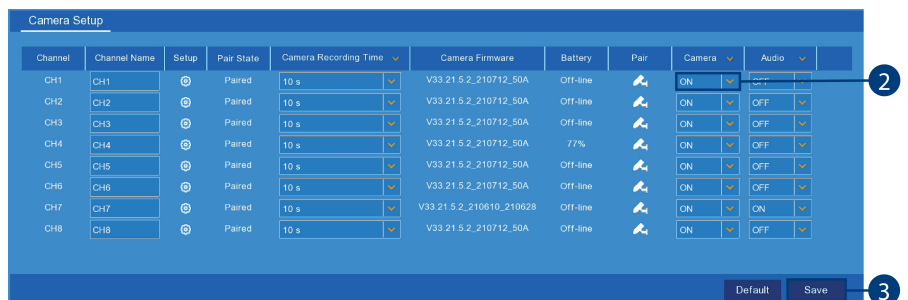 Camera Setup
Channel Channel Name Setup Pair State Camera Recording Time Camera Firmware Battery Pair Camera Audio
CH1 CH1 Paired 10 s V33.21.5.2_210712_50A Off-line ON OFF 2
CH2 CH2 Paired 10 s V33.21.5.2_210712_50A Off-line ON OFF
CH3 CH3 Paired 10 s V33.21.5.2_210712_50A Off-line ON OFF
CH4 CH4 Paired 10 s V33.21.5.2_210712_50A 77% ON OFF
CH5 CH5 Paired 10 s V33.21.5.2_210712_50A Off-line ON OFF
CH6 CH6 Paired 10 s V33.21.5.2_210712_50A Off-line ON OFF
CH7 CH7 Paired 10 s V33.21.5.2_210610_210628 Off-line ON ON
CH8 CH8 Paired 10 s V33.21.5.2_210712_50A Off-line ON OFF
Default Save 3